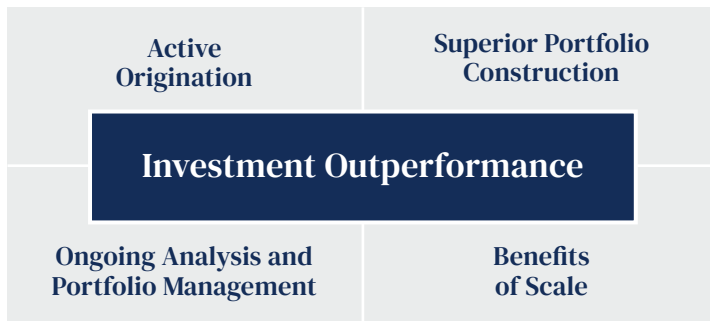 Active
Origination
Superior Portfolio
Construction
Investment Outperformance
Ongoing Analysis and
Portfolio Management
Benefits
of Scale